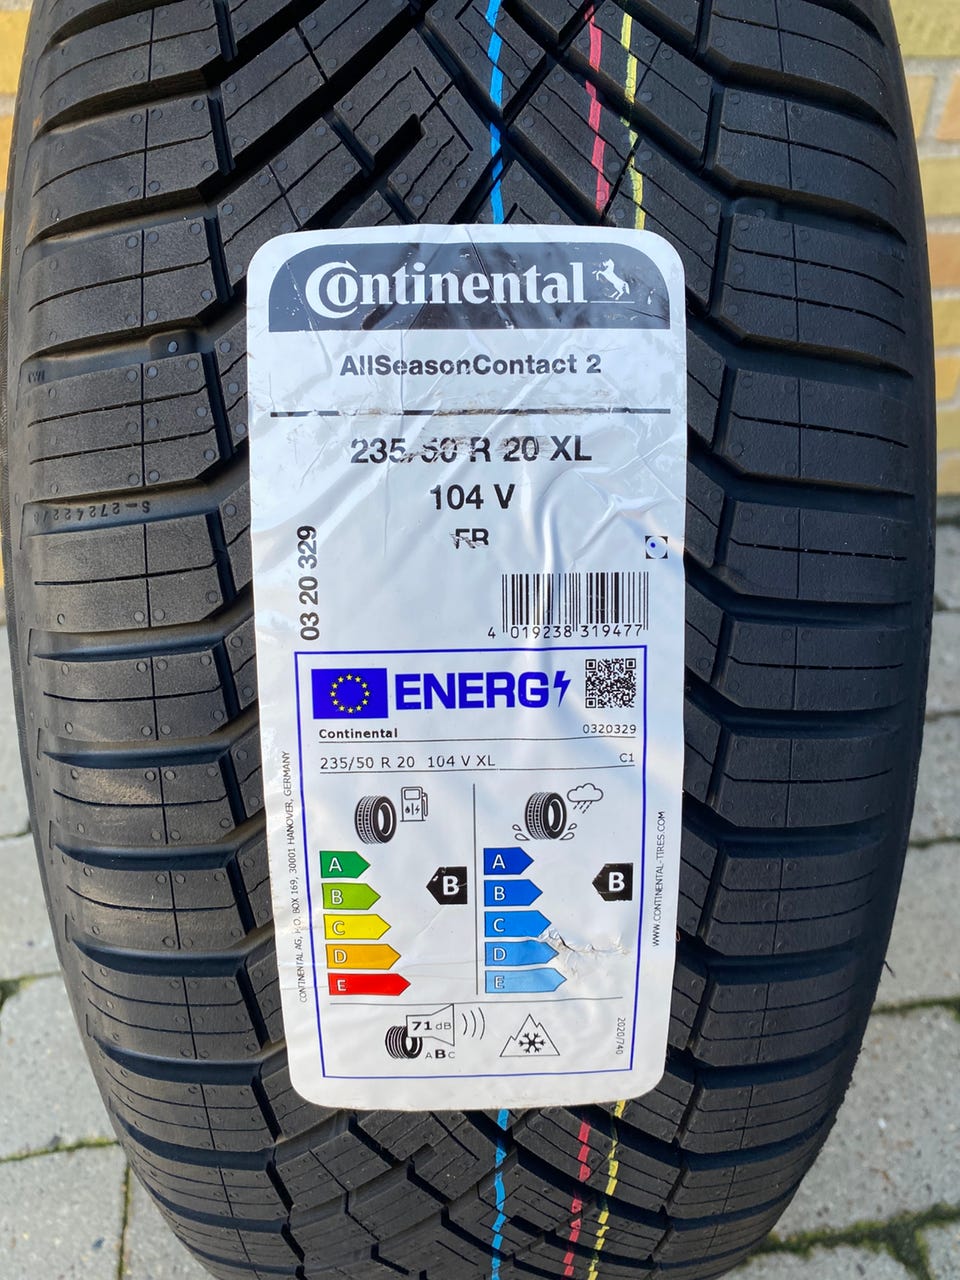 Continental
AllSeasonContact 2
235/50 R 20 XL
104 V
FR
03 20 329
4 019238 319477
ENERG
Continental 0320329
235/50 R 20 104 V XL C1
A
B
C
D
E
B
A
B
C
D
E
B
71 dB
ABC
2020/740
CONTINENTAL AG, P.O. BOX 169, 30001 HANOVER, GERMANY
WWW.CONTINENTAL-TIRES.COM